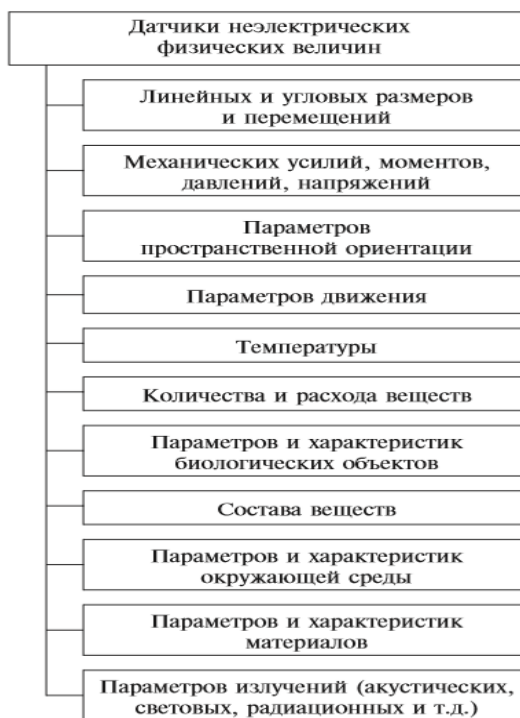 Датчики неэлектрических
физических величин
Линейных и угловых размеров
и перемещений
Механических усилий, моментов,
давлений, напряжений
Параметров
пространственной ориентации
Параметров движения
Температуры
Количества и расхода веществ
Параметров и характеристик
биологических объектов
Состава веществ
Параметров и характеристик
окружающей среды
Параметров и характеристик
материалов
Параметров излучений (акустических,
световых, радиационных и т.д.)